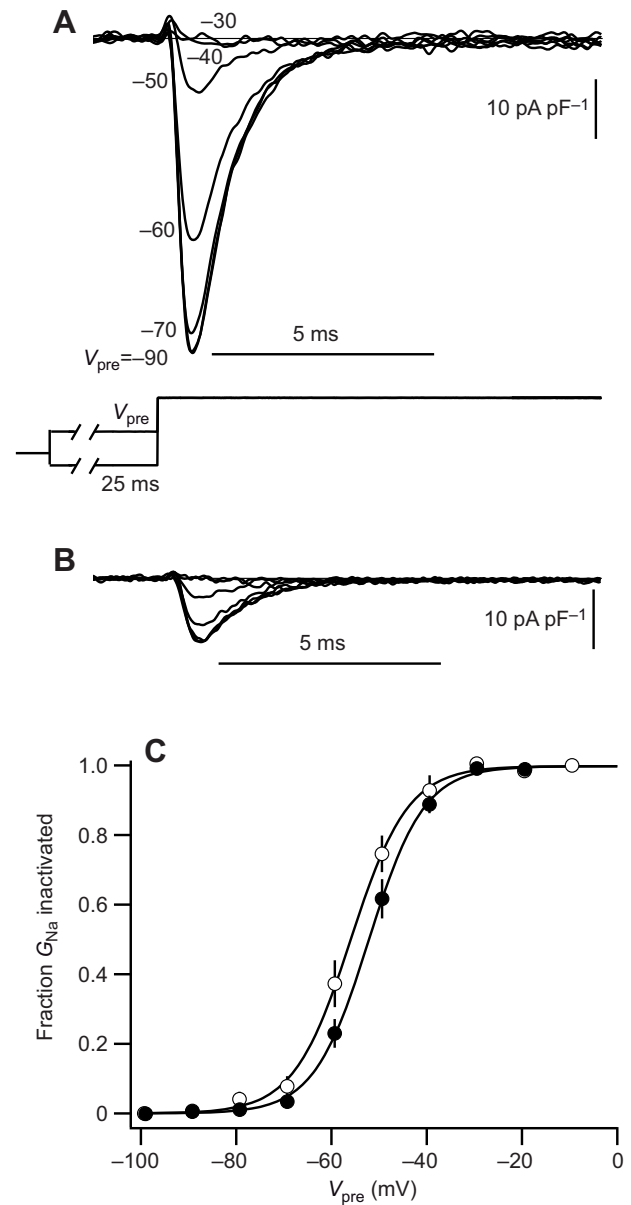 A
–30
–40
–50
10 pA pF–1
–60
–70
5 ms
Vpre=–90
Vpre
25 ms
B
10 pA pF–1
5 ms
C
1.0
0.8
0.6
0.4
0.2
0
Fraction GNa inactivated
–100 –80 –60 –40 –20 0
Vpre (mV)